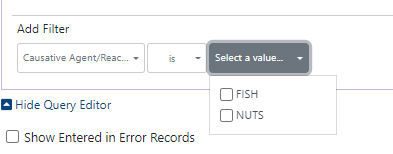 Add Filter
Causative Agent/Reac... is Select a value...
FISH
NUTS
Hide Query Editor
Show Entered in Error Records